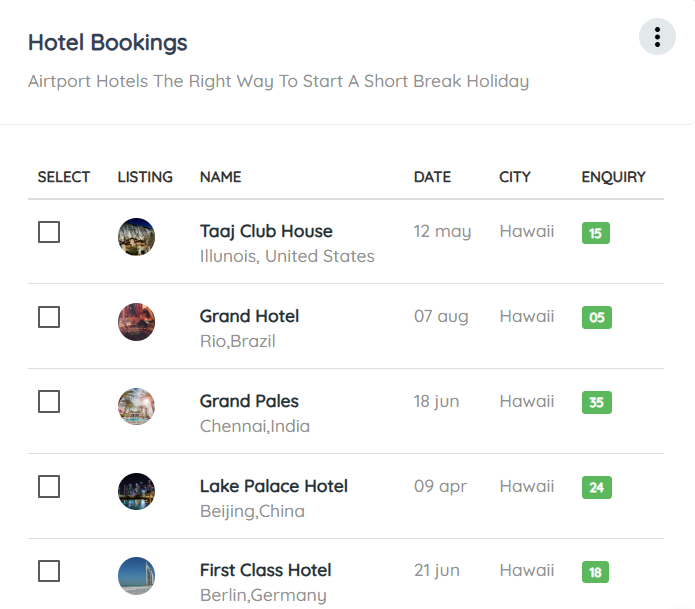 Hotel Bookings
Airtport Hotels The Right Way To Start A Short Break Holiday
SELECT LISTING NAME DATE CITY ENQUIRY
Taaj Club House 12 may Hawaii 15
Illunois, United States
Grand Hotel 07 aug Hawaii 05
Rio,Brazil
Grand Pales 18 jun Hawaii 35
Chennai,India
Lake Palace Hotel 09 apr Hawaii 24
Beijing,China
First Class Hotel 21 jun Hawaii 18
Berlin,Germany